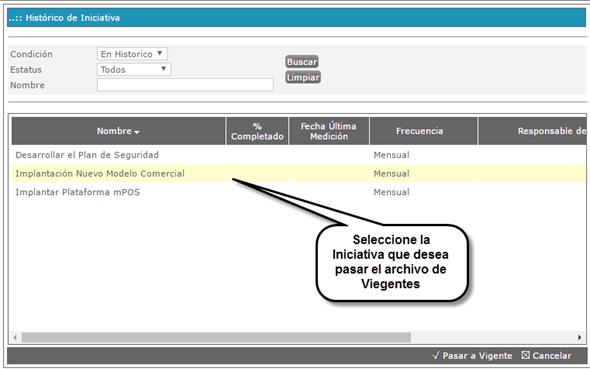 ..:: Histórico de Iniciativa
Condición En Historico
Estatus Todos
Nombre
Buscar
Limpiar
Nombre % Completado Fecha Última Medición Frecuencia Responsable de
Desarrollar el Plan de Seguridad Mensual
Implantación Nuevo Modelo Comercial Mensual
Implantar Plataforma mPOS Mensual
Seleccione la
Iniciativa que desea
pasar el archivo de
Viegentes
√ Pasar a Vigente ☒ Cancelar